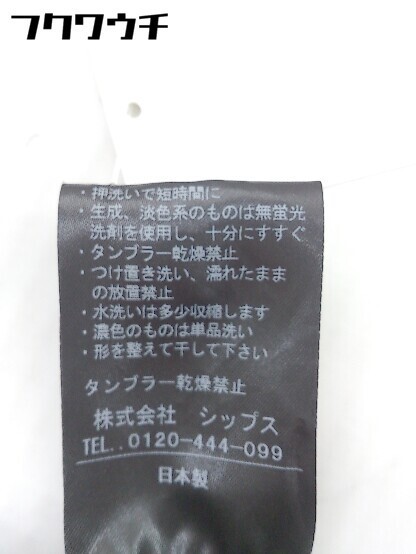 フクワウチ
・押洗いで短時間に
・生成、淡色系のものは無蛍光
洗剤を使用し、十分にすすぐ
・タンブラー乾燥禁止
・つけ置き洗い、濡れたまま
の放置禁止
・水洗いは多少収縮します
・濃色のものは単品洗い
・形を整えて干して下さい
タンブラー乾燥禁止
株式会社 シップス
TEL..0120-444-099
日本製